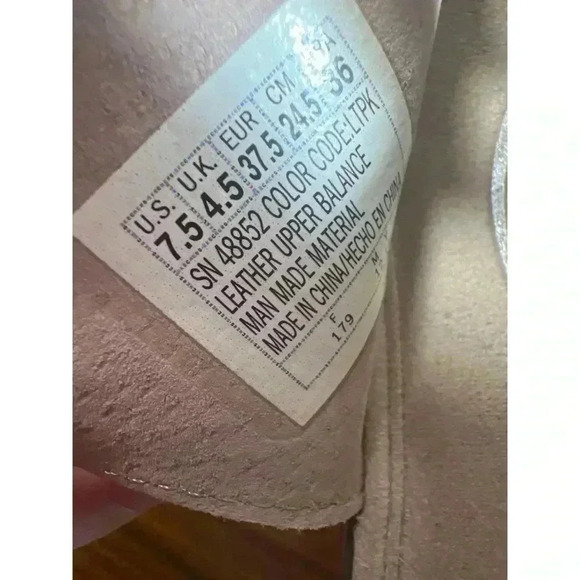 U.S. U.K. EUR CM BRA
7.5 4.5 37.5 24.5 36
SN 48852 COLOR CODE:LTPK
LEATHER UPPER BALANCE
MAN MADE MATERIAL
MADE IN CHINA/HECHO EN CHINA
F M
179